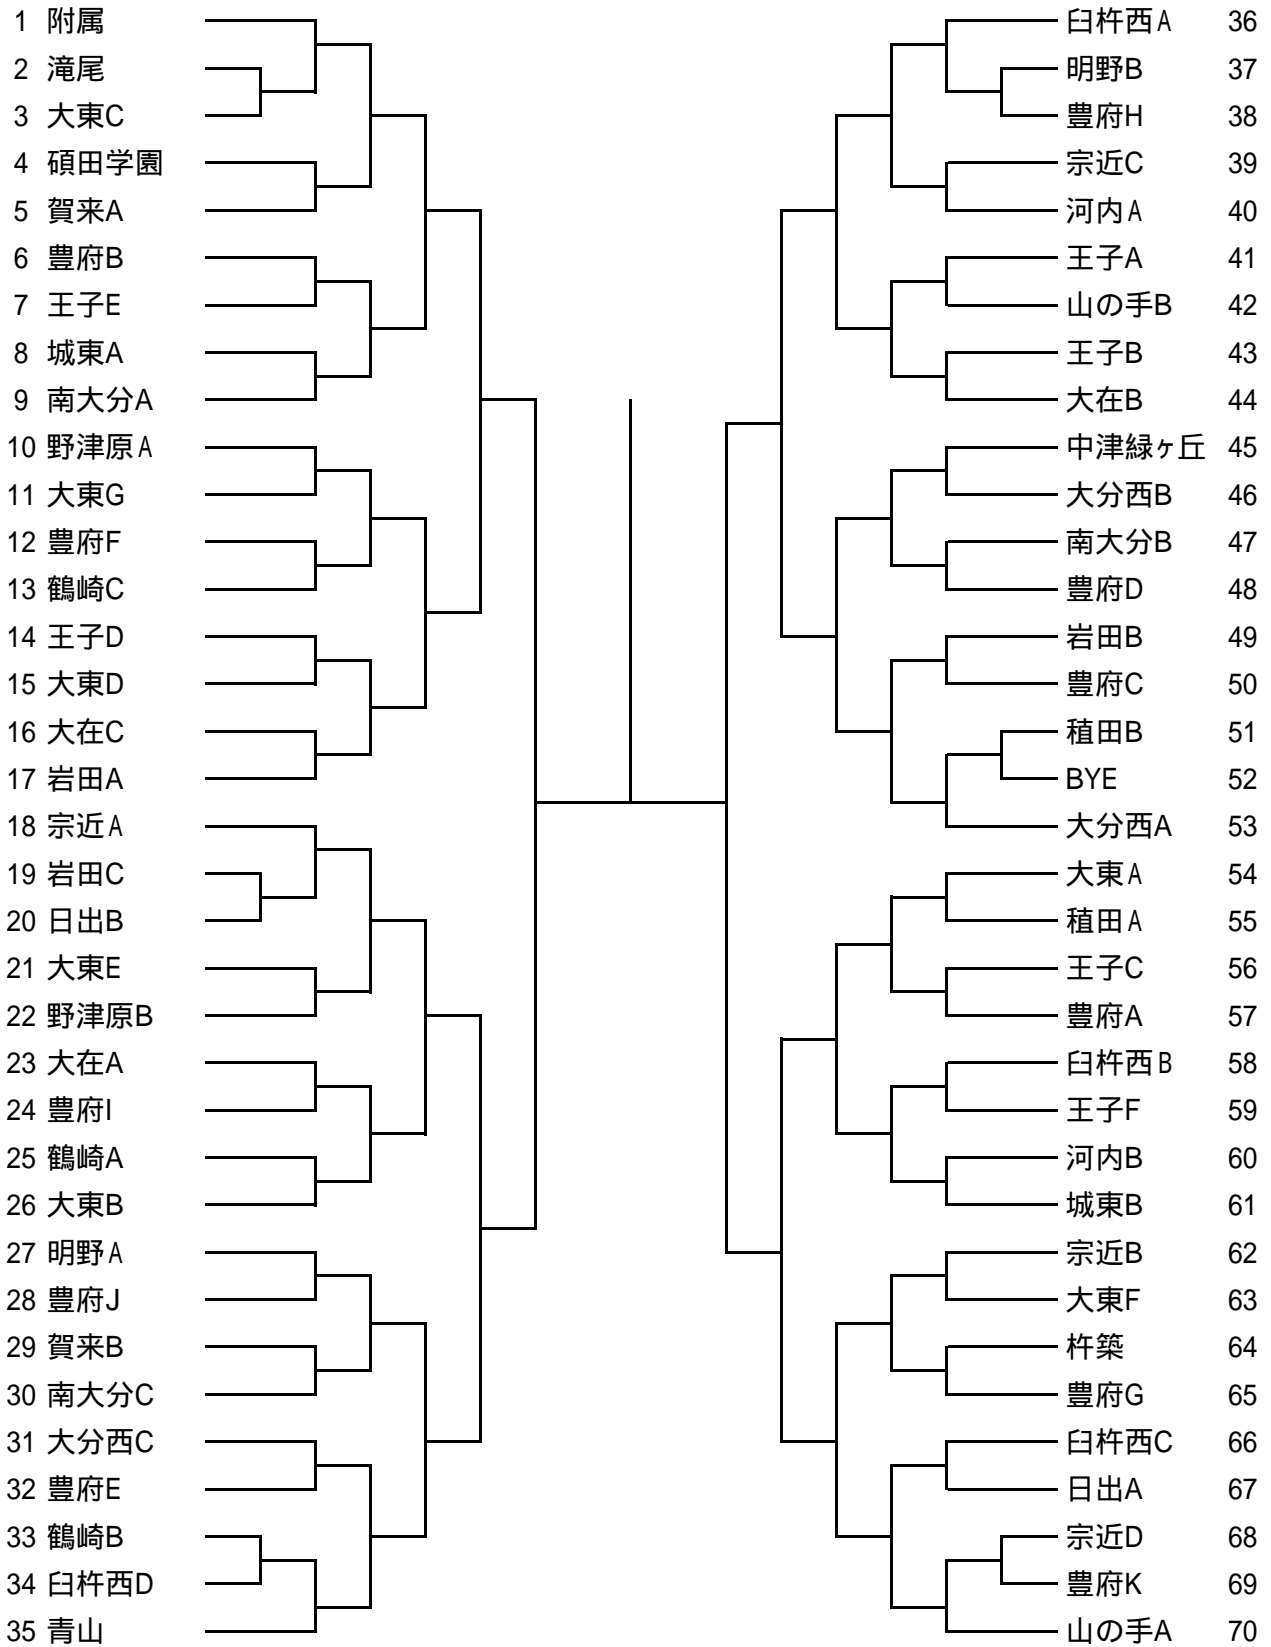 1 附属
2 滝尾
3 大東C
4 碩田学園
5 賀来A
6 豊府B
7 王子E
8 城東A
9 南大分A
10 野津原A
11 大東G
12 豊府F
13 鶴崎C
14 王子D
15 大東D
16 大在C
17 岩田A
18 宗近A
19 岩田C
20 日出B
21 大東E
22 野津原B
23 大在A
24 豊府I
25 鶴崎A
26 大東B
27 明野A
28 豊府J
29 賀来B
30 南大分C
31 大分西C
32 豊府E
33 鶴崎B
34 臼杵西D
35 青山
臼杵西A 36
明野B 37
豊府H 38
宗近C 39
河内A 40
王子A 41
山の手B 42
王子B 43
大在B 44
中津緑ヶ丘 45
大分西B 46
南大分B 47
豊府D 48
岩田B 49
豊府C 50
稙田B 51
BYE 52
大分西A 53
大東A 54
稙田A 55
王子C 56
豊府A 57
臼杵西B 58
王子F 59
河内B 60
城東B 61
宗近B 62
大東F 63
杵築 64
豊府G 65
臼杵西C 66
日出A 67
宗近D 68
豊府K 69
山の手A 70